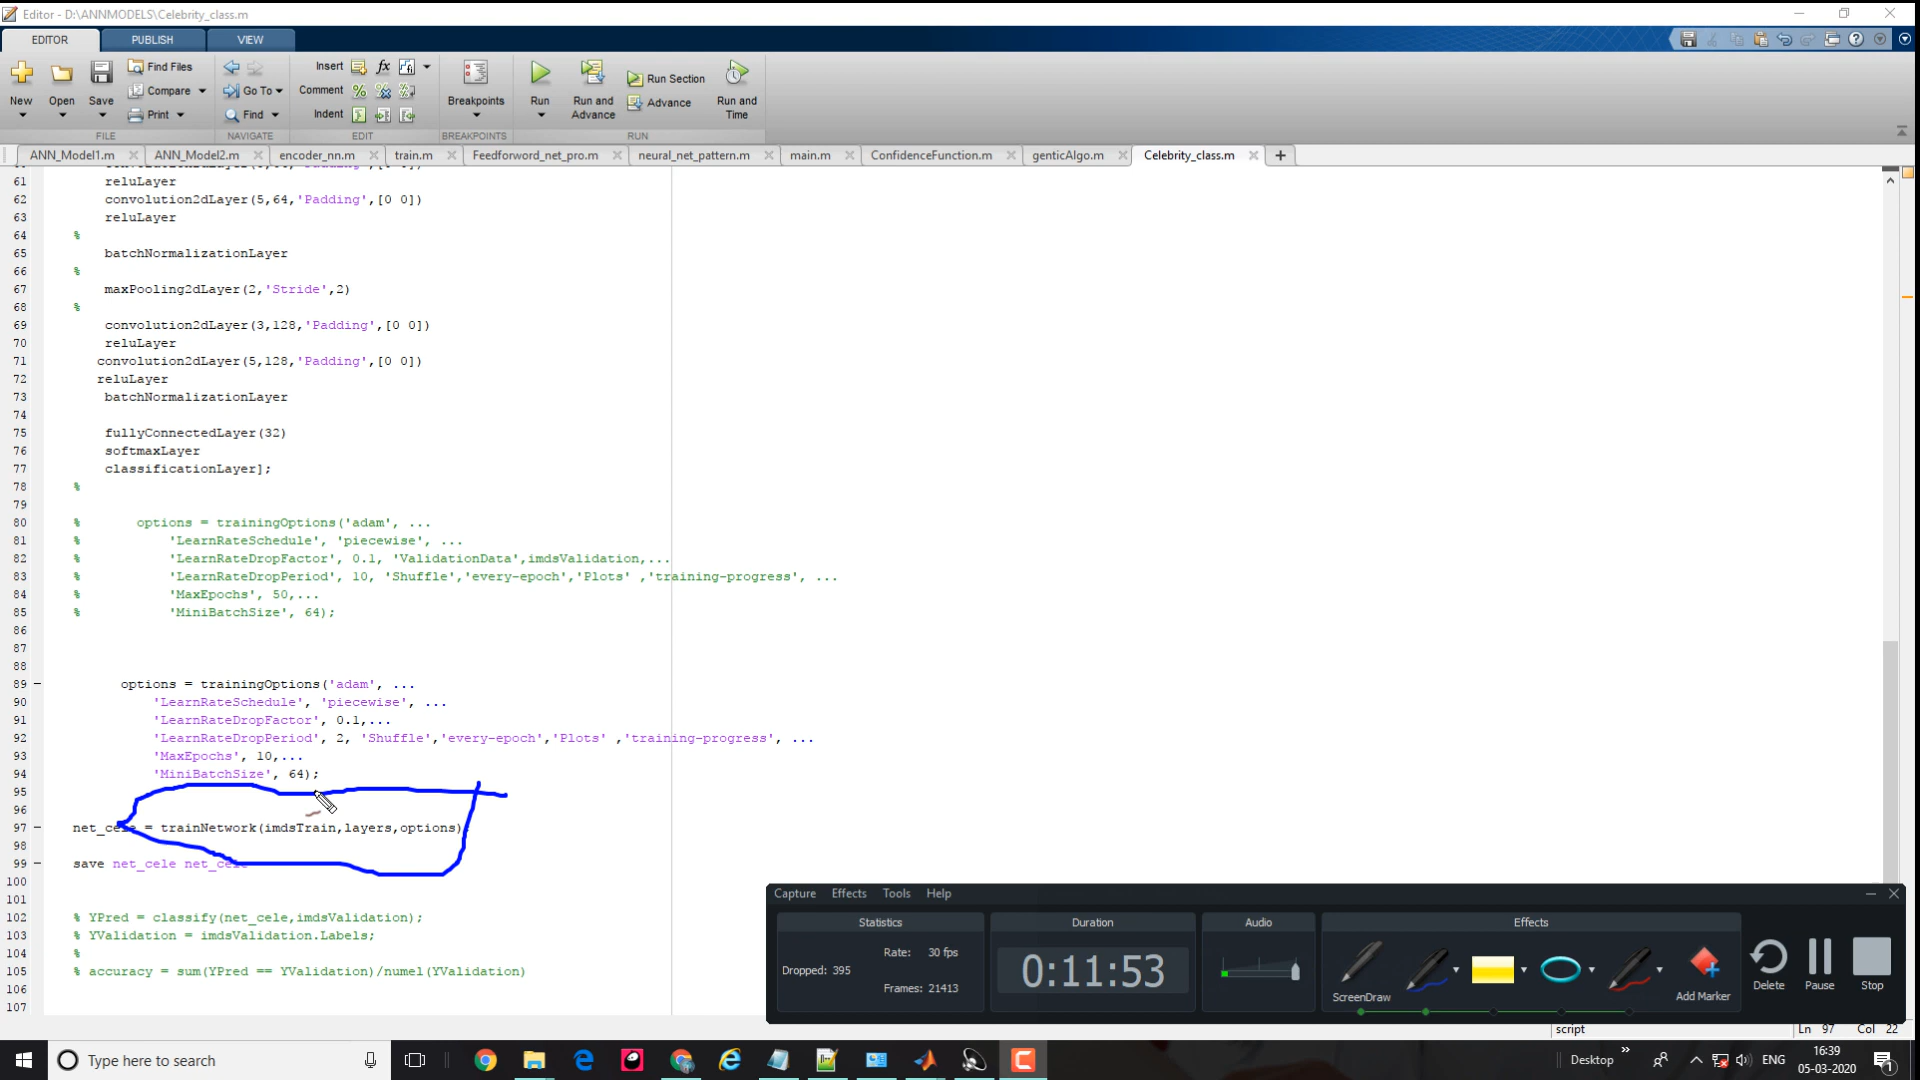 Editor - D:\ANNMODELS\Celebrity_class.m
EDITOR PUBLISH VIEW
New Open Save
Find Files
Compare
Print
FILE
Go To
Find
NAVIGATE
Insert fx
Comment
Indent
EDIT
Breakpoints
BREAKPOINTS
Run
Run and Advance
Run Section
Advance
Run and Time
RUN
ANN_Model1.m ANN_Model2.m encoder_nn.m train.m Feedforword_net_pro.m neural_net_pattern.m main.m ConfidenceFunction.m genticAlgo.m Celebrity_class.m
61 reluLayer
62 convolution2dLayer(5,64,'Padding',[0 0])
63 reluLayer
64 %
65 batchNormalizationLayer
66 %
67 maxPooling2dLayer(2,'Stride',2)
68 %
69 convolution2dLayer(3,128,'Padding',[0 0])
70 reluLayer
71 convolution2dLayer(5,128,'Padding',[0 0])
72 reluLayer
73 batchNormalizationLayer
74
75 fullyConnectedLayer(32)
76 softmaxLayer
77 classificationLayer];
78 %
79
80 % options = trainingOptions('adam', ...
81 % 'LearnRateSchedule', 'piecewise', ...
82 % 'LearnRateDropFactor', 0.1, 'ValidationData',imdsValidation,...
83 % 'LearnRateDropPeriod', 10, 'Shuffle','every-epoch','Plots' ,'training-progress', ...
84 % 'MaxEpochs', 50,...
85 % 'MiniBatchSize', 64);
86
87
88
89 options = trainingOptions('adam', ...
90 'LearnRateSchedule', 'piecewise', ...
91 'LearnRateDropFactor', 0.1,...
92 'LearnRateDropPeriod', 2, 'Shuffle','every-epoch','Plots' ,'training-progress', ...
93 'MaxEpochs', 10,...
94 'MiniBatchSize', 64);
95
96
97 net_cele = trainNetwork(imdsTrain,layers,options)
98
99 save net_cele net_cele
100
101
102 % YPred = classify(net_cele,imdsValidation);
103 % YValidation = imdsValidation.Labels;
104 %
105 % accuracy = sum(YPred == YValidation)/numel(YValidation)
106
107
Capture Effects Tools Help
Statistics
Rate: 30 fps
Dropped: 395
Frames: 21413
Duration
0:11:53
Audio
Effects
ScreenDraw
Add Marker
Delete Pause Stop
script Ln 97 Col 22
Type here to search
Desktop
ENG
16:39
05-03-2020
1